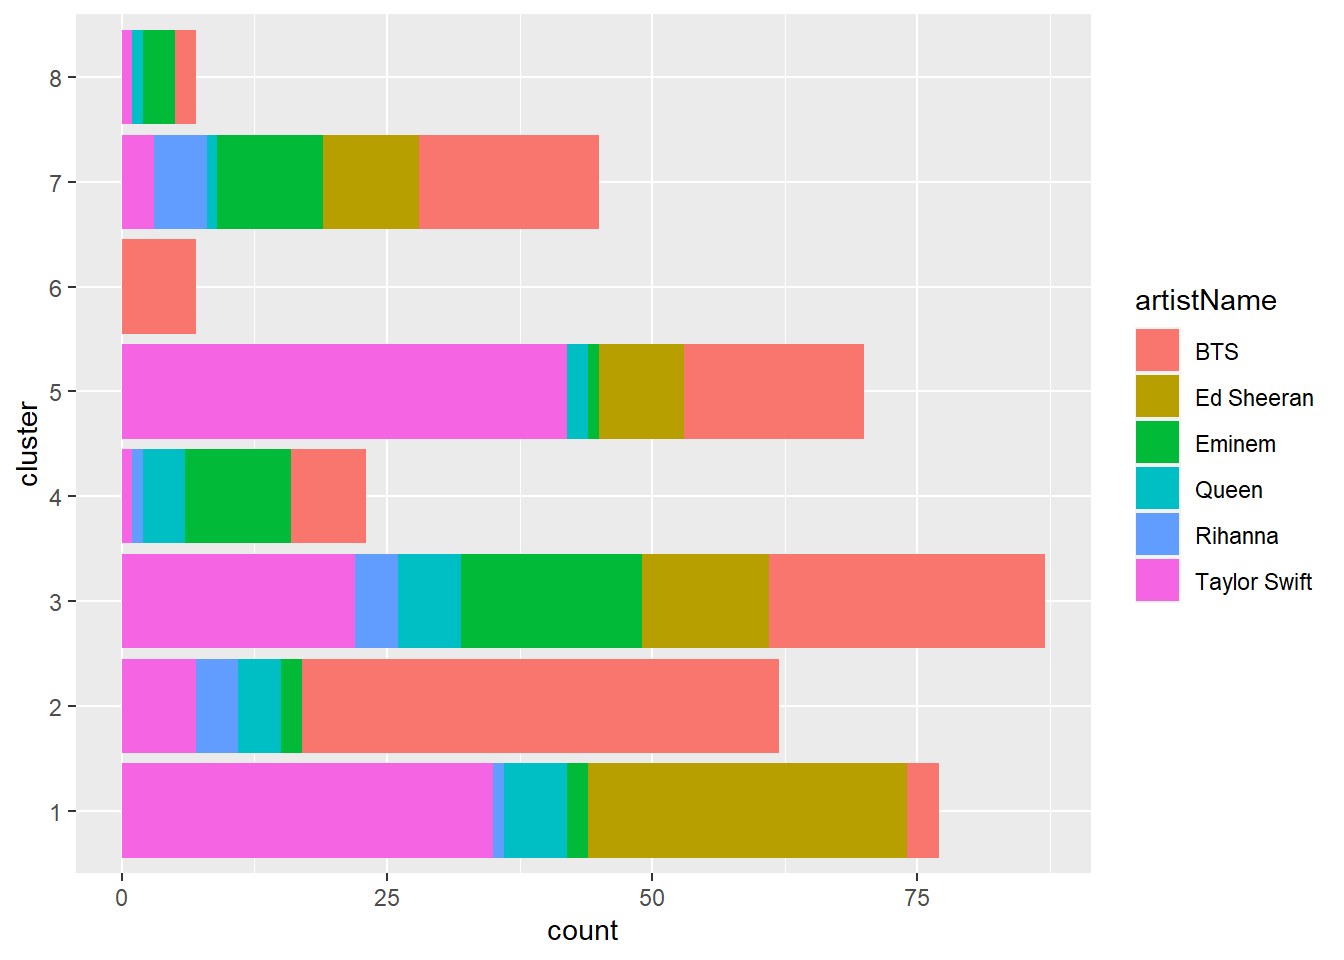 8
7
6
5
4
3
2
1
cluster
0 25 50 75
count
artistName
BTS
Ed Sheeran
Eminem
Queen
Rihanna
Taylor Swift